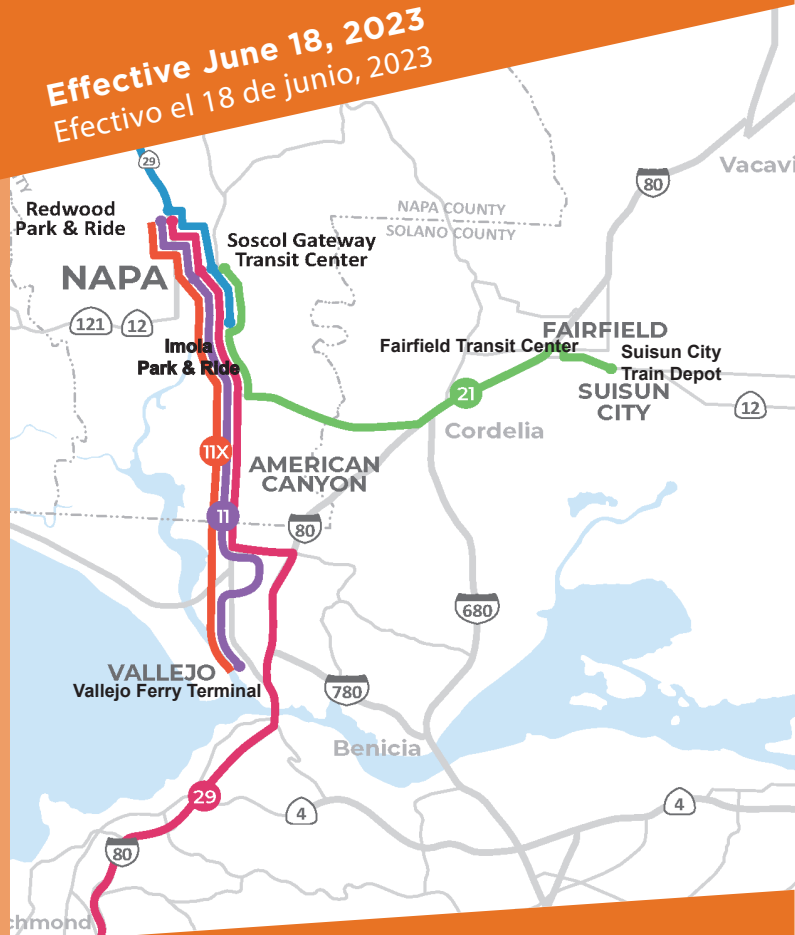 Effective June 18, 2023
Efectivo el 18 de junio, 2023
29
80
Vacavi
TY
Redwood
Park & Ride
NAPA COUNTY
SOLANO COUNTY
Soscol Gateway
Transit Center
NAPA
121
12
FAIRFIELD
Fairfield Transit Center
Imola
Park & Ride
Suisun City
Train Depot
21
SUISUN
CITY
12
Cordelia
11X
AMERICAN
CANYON
11
80
680
VALLEJO
Vallejo Ferry Terminal
780
Benicia
29
4
4
80
chmond